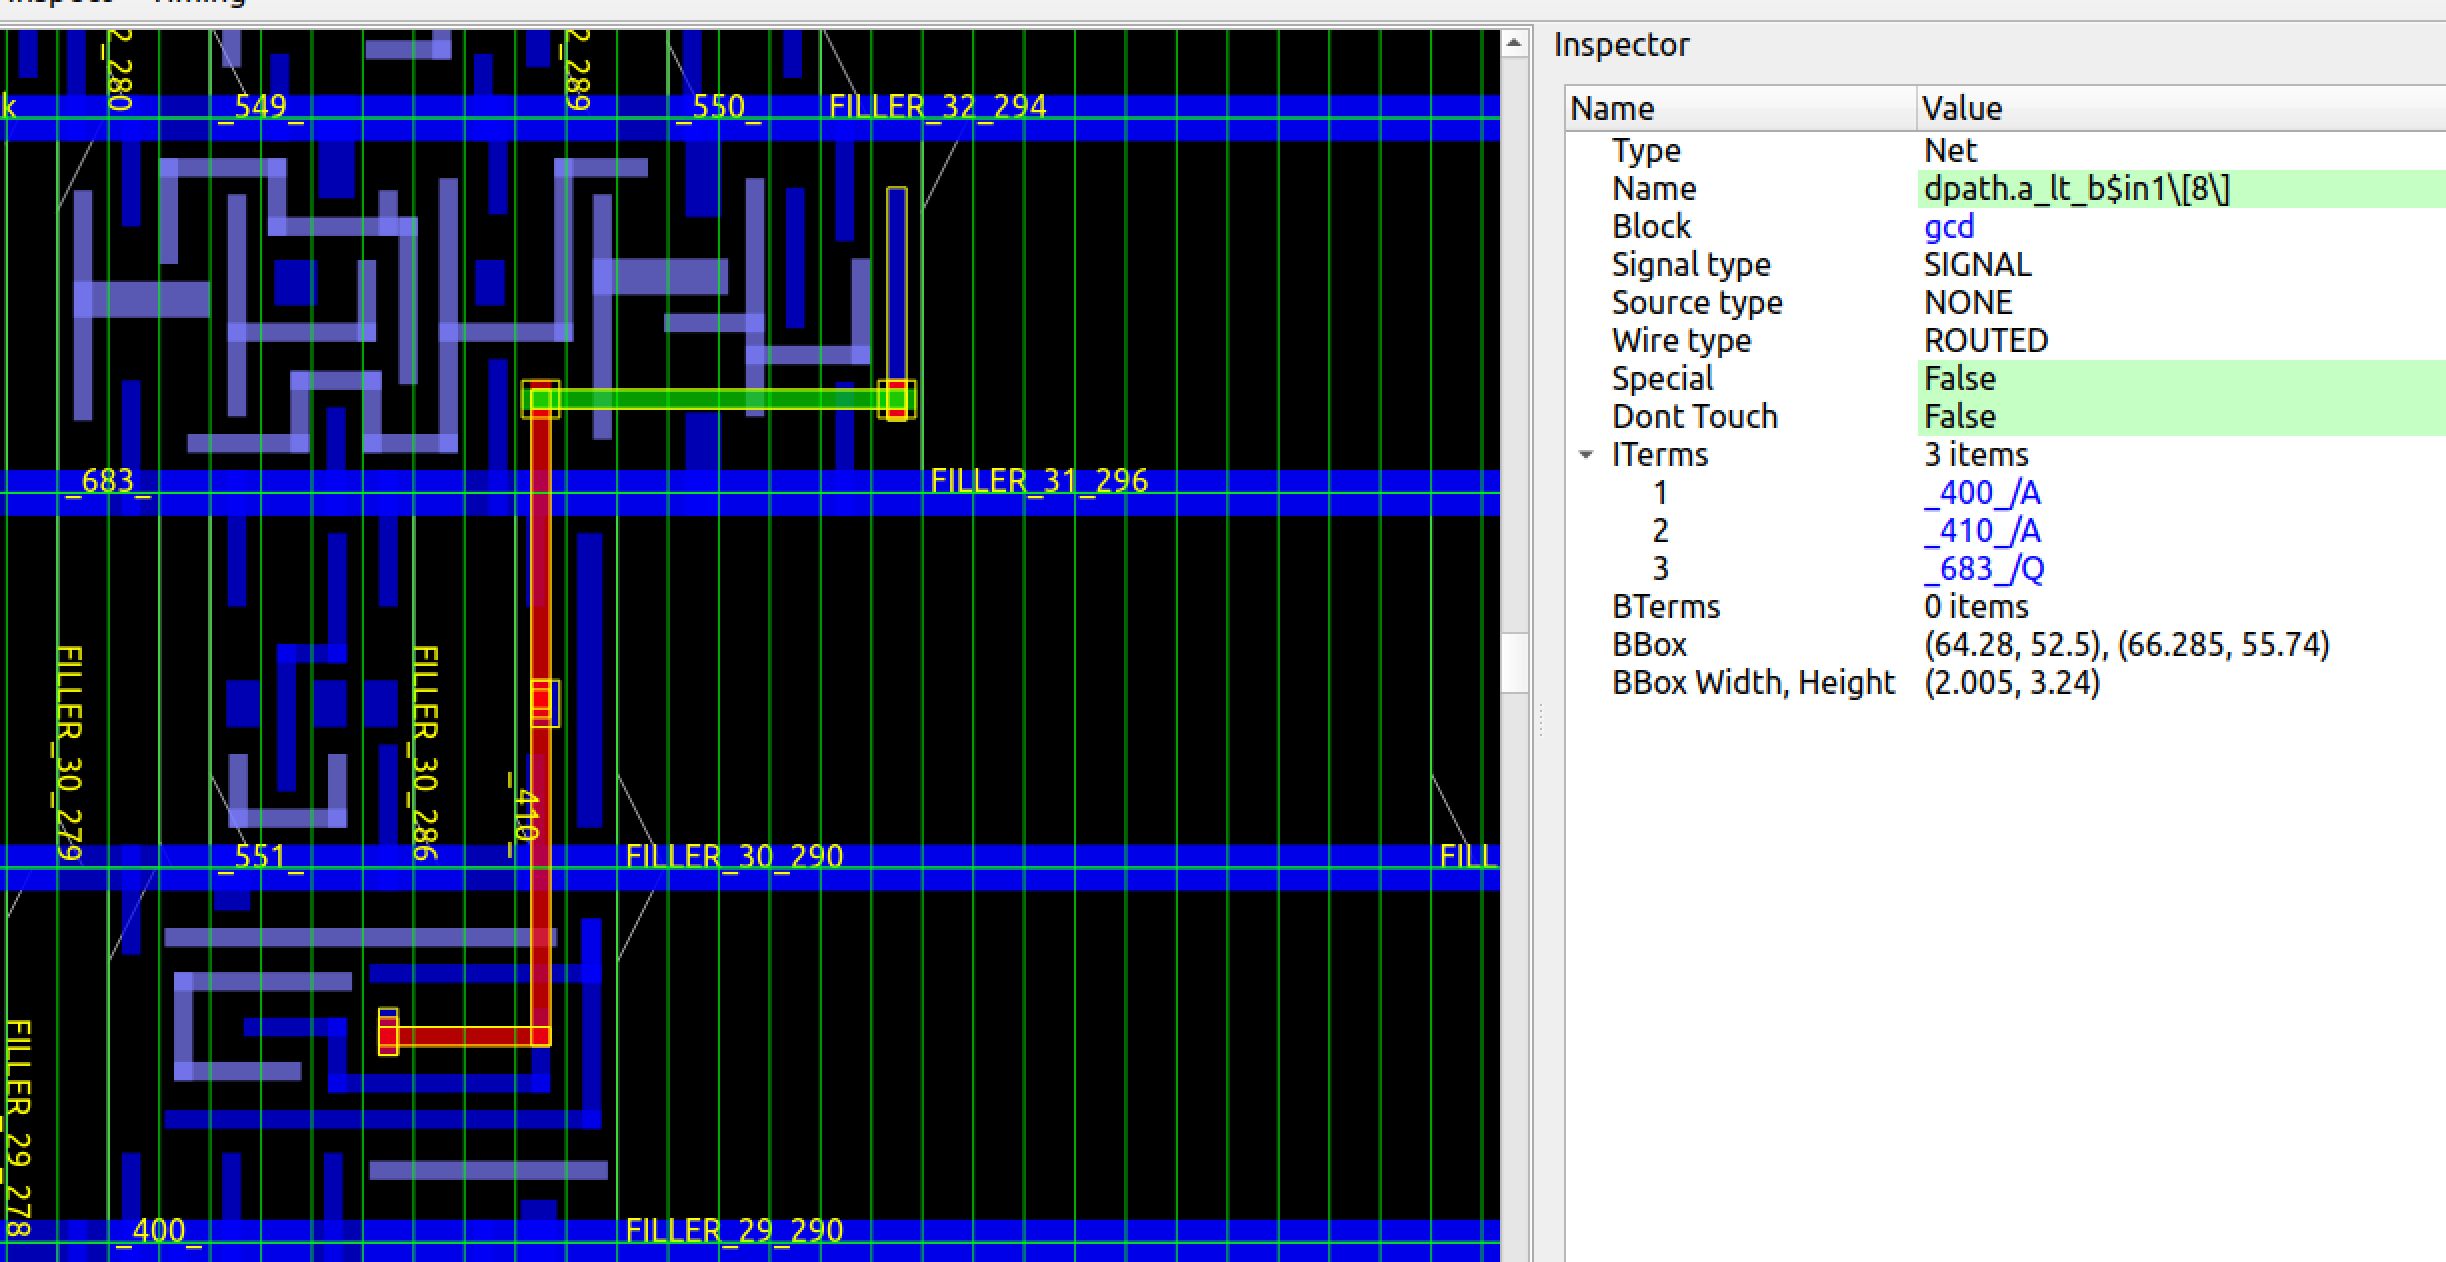 2_280
2_289
k
_549_
_550_
FILLER_32_294
_683_
FILLER_31_296
FILLER_30_279
FILLER_30_286
_410_
_551_
FILLER_30_290
FILL
FILLER_29_278
_400_
FILLER_29_290
Inspector
Name Value
Type Net
Name dpath.a_lt_b$in1\[8\]
Block gcd
Signal type SIGNAL
Source type NONE
Wire type ROUTED
Special False
Dont Touch False
ITerms 3 items
1 _400_/A
2 _410_/A
3 _683_/Q
BTerms 0 items
BBox (64.28, 52.5), (66.285, 55.74)
BBox Width, Height (2.005, 3.24)